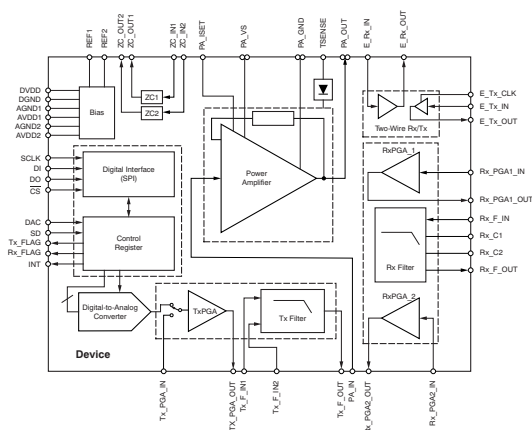 REF1
REF2
ZC_OUT2
ZC_OUT1
ZC_IN1
ZC_IN2
PA_ISET
PA_VS
PA_GND
TSENSE
PA_OUT
E_Rx_IN
E_Rx_OUT
DVDD
DGND
AGND1
AVDD1
AGND2
AVDD2
Bias
ZC1
ZC2
Power
Amplifier
Two-Wire Rx/Tx
E_Tx_CLK
E_Tx_IN
E_Tx_OUT
SCLK
DI
DO
CS
Digital Interface
(SPI)
RxPGA_1
Rx_PGA1_IN
Rx_PGA1_OUT
DAC
SD
Tx_FLAG
Rx_FLAG
INT
Control
Register
Rx Filter
Rx_F_IN
Rx_C1
Rx_C2
Rx_F_OUT
Digital-to-Analog
Converter
TxPGA
Tx Filter
RxPGA_2
Device
Tx_PGA_IN
TX_PGA_OUT
Tx_F_IN1
Tx_F_IN2
Tx_F_OUT
PA_IN
tx_PGA2_OUT
Rx_PGA2_IN